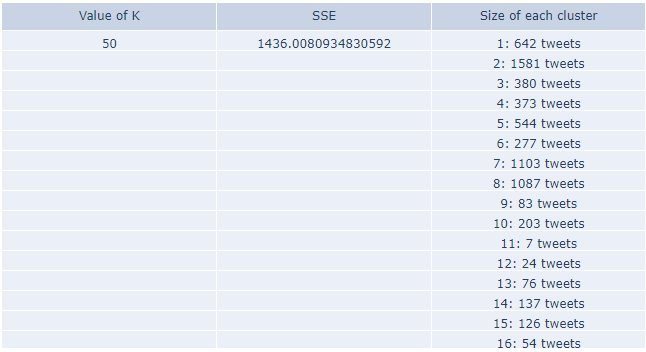 Value of K SSE Size of each cluster
50 1436.0080934830592 1: 642 tweets
2: 1581 tweets
3: 380 tweets
4: 373 tweets
5: 544 tweets
6: 277 tweets
7: 1103 tweets
8: 1087 tweets
9: 83 tweets
10: 203 tweets
11: 7 tweets
12: 24 tweets
13: 76 tweets
14: 137 tweets
15: 126 tweets
16: 54 tweets